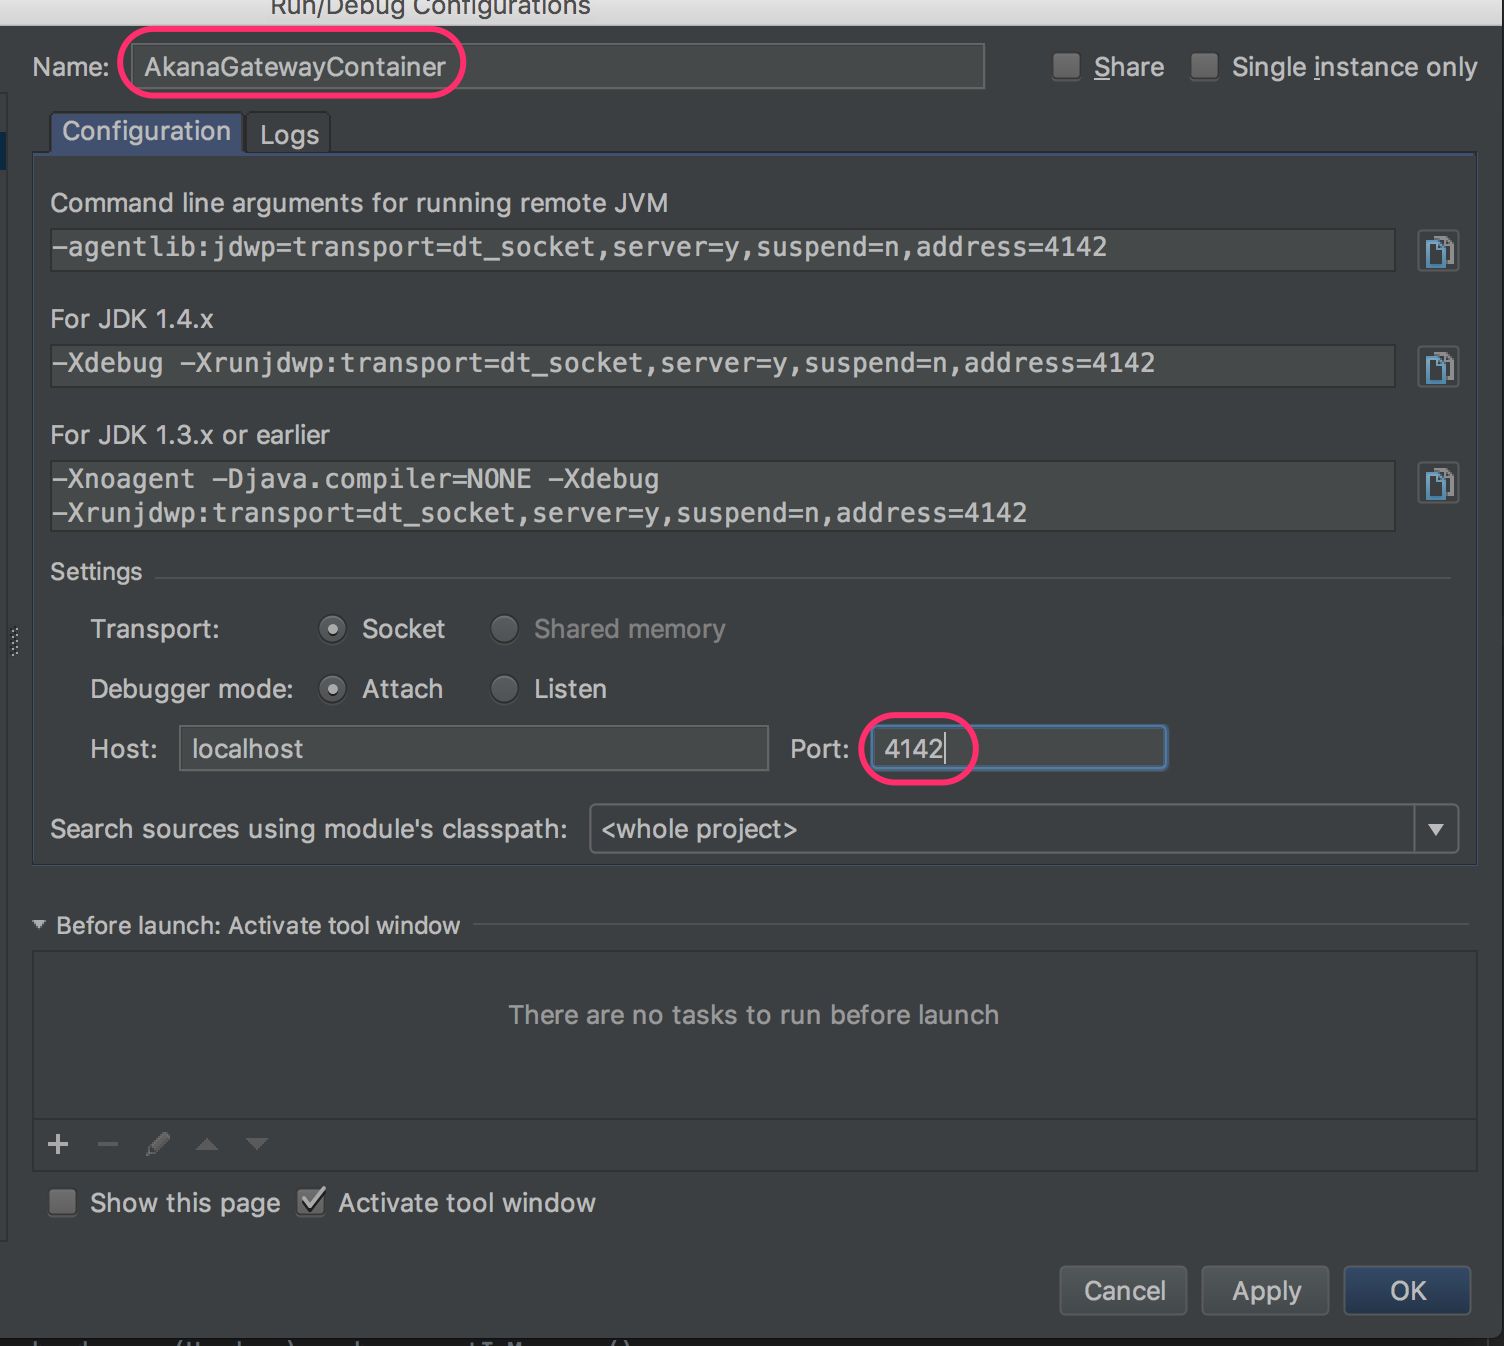 Run/Debug Configurations
Name: AkanaGatewayContainer Share Single instance only
Configuration Logs
Command line arguments for running remote JVM
-agentlib:jdwp=transport=dt_socket,server=y,suspend=n,address=4142
For JDK 1.4.x
-Xdebug -Xrunjdwp:transport=dt_socket,server=y,suspend=n,address=4142
For JDK 1.3.x or earlier
-Xnoagent -Djava.compiler=NONE -Xdebug
-Xrunjdwp:transport=dt_socket,server=y,suspend=n,address=4142
Settings
Transport: Socket Shared memory
Debugger mode: Attach Listen
Host: localhost Port: 4142
Search sources using module's classpath: <whole project>
Before launch: Activate tool window
There are no tasks to run before launch
Show this page Activate tool window
Cancel Apply OK